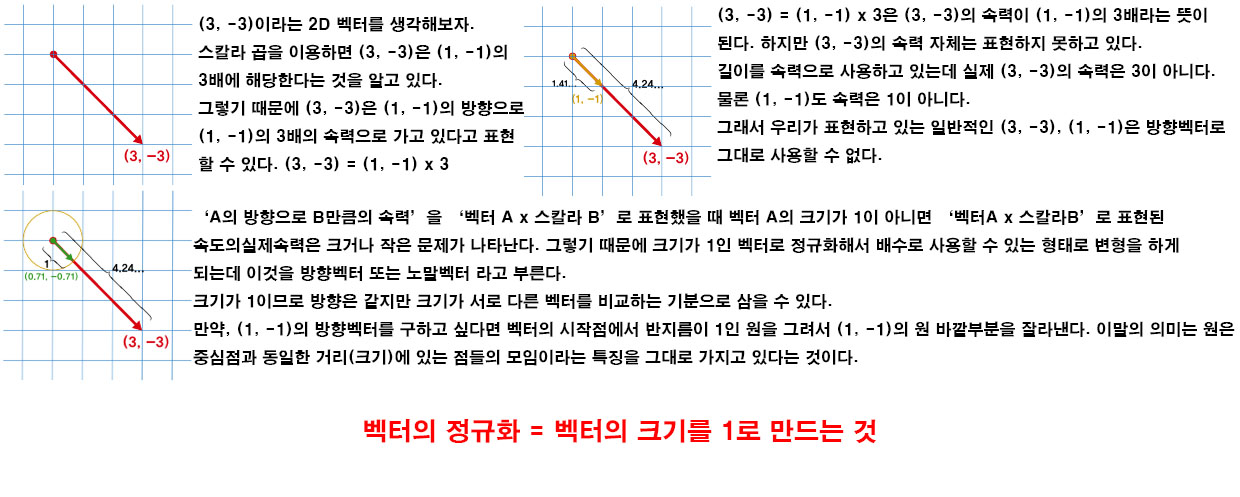 (3, -3)이라는 2D 벡터를 생각해보자.
스칼라 곱을 이용하면 (3, -3)은 (1, -1)의
3배에 해당한다는 것을 알고 있다.
그렇기 때문에 (3, -3)은 (1, -1)의 방향으로
(1, -1)의 3배의 속력으로 가고 있다고 표현
할 수 있다. (3, -3) = (1, -1) x 3
(3, -3)
(3, -3) = (1, -1) x 3은 (3, -3)의 속력이 (1, -1)의 3배라는 뜻이
된다. 하지만 (3, -3)의 속력 자체는 표현하지 못하고 있다.
길이를 속력으로 사용하고 있는데 실제 (3, -3)의 속력은 3이 아니다.
물론 (1, -1)도 속력은 1이 아니다.
그래서 우리가 표현하고 있는 일반적인 (3, -3), (1, -1)은 방향벡터로
그대로 사용할 수 없다.
1.41...
4.24...
(1, -1)
(3, -3)
‘A의 방향으로 B만큼의 속력’을 ‘벡터 A x 스칼라 B’로 표현했을 때 벡터 A의 크기가 1이 아니면 ‘벡터A x 스칼라B’로 표현된
속도의실제속력은 크거나 작은 문제가 나타난다. 그렇기 때문에 크기가 1인 벡터로 정규화해서 배수로 사용할 수 있는 형태로 변형을 하게
되는데 이것을 방향벡터 또는 노말벡터 라고 부른다.
크기가 1이므로 방향은 같지만 크기가 서로 다른 벡터를 비교하는 기분으로 삼을 수 있다.
만약, (1, -1)의 방향벡터를 구하고 싶다면 벡터의 시작점에서 반지름이 1인 원을 그려서 (1, -1)의 원 바깥부분을 잘라낸다. 이말의 의미는 원은
중심점과 동일한 거리(크기)에 있는 점들의 모임이라는 특징을 그대로 가지고 있다는 것이다.
1
4.24...
(0.71, -0.71)
(3, -3)
벡터의 정규화 = 벡터의 크기를 1로 만드는 것